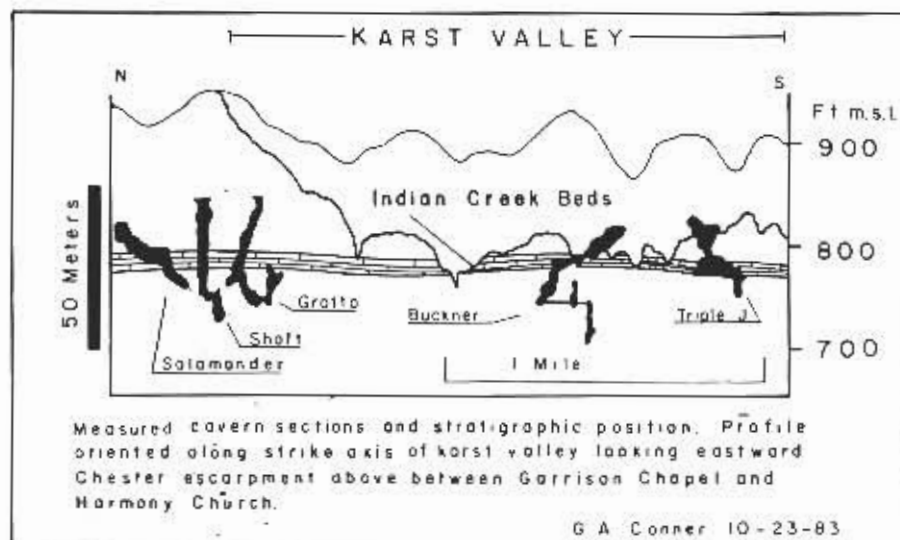 KARST VALLEY
N
S
Ft m.s.l.
900
Indian Creek Beds
800
50 Meters
Grotto
Buckner
Triple J
Shaft
700
Salamander
1 Mile
Measured cavern sections and stratigraphic position. Profile
oriented along strike axis of karst valley looking eastward
Chester escarpment above between Garrison Chapel and
Harmony Church.
G A Conner 10-23-83